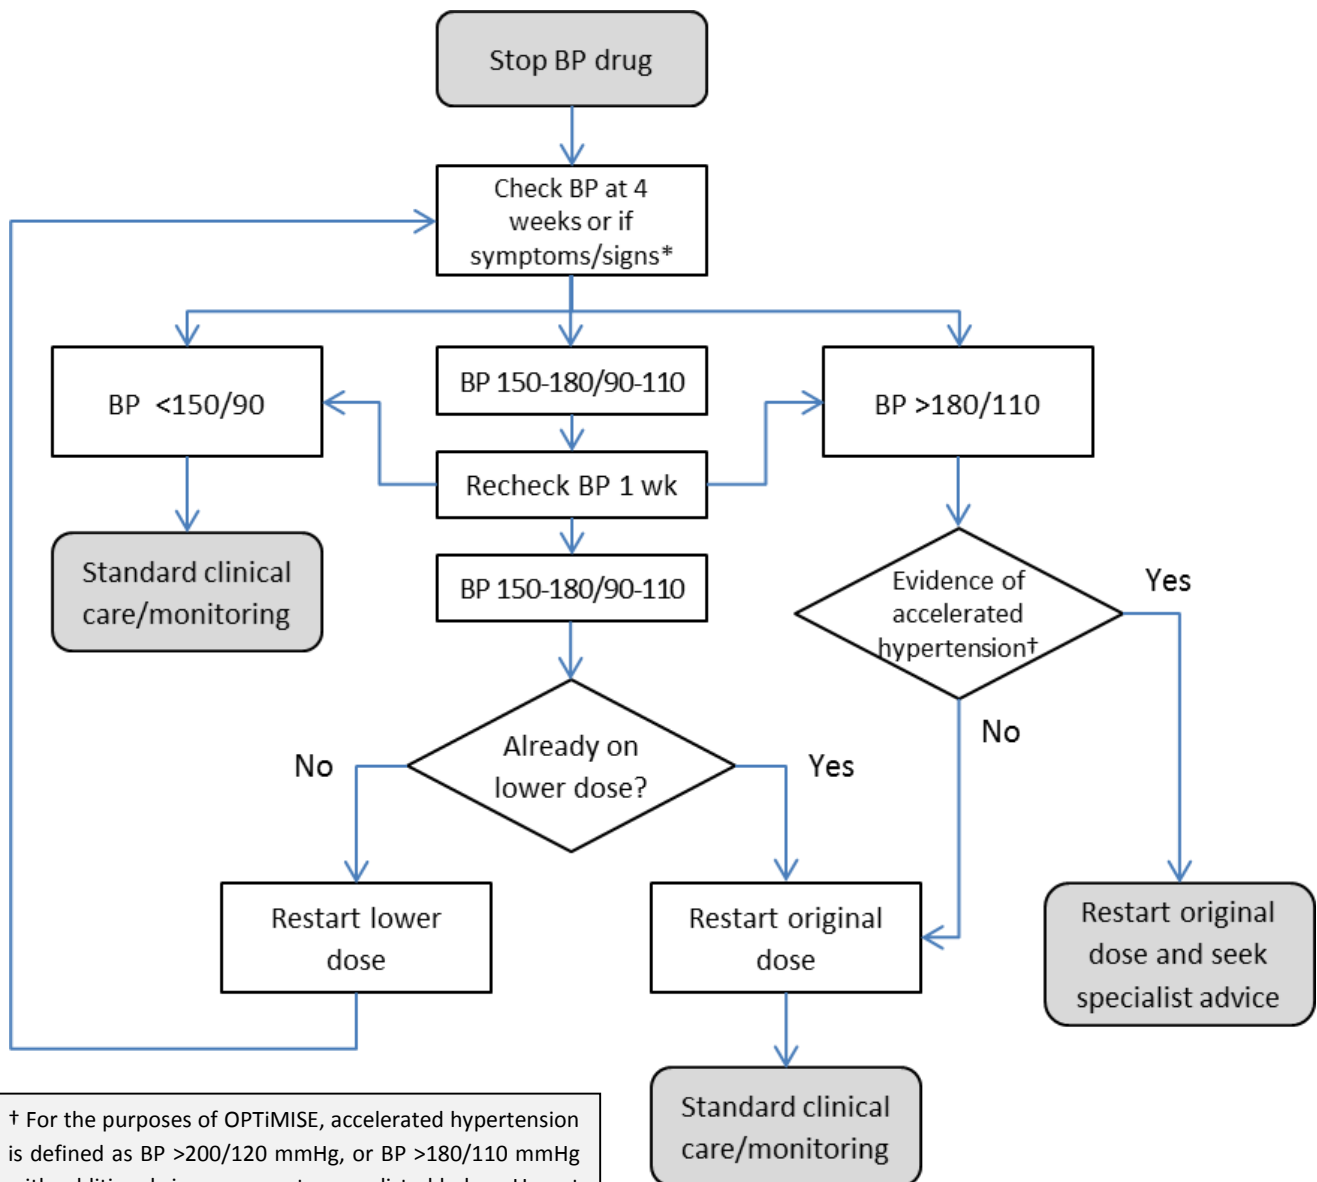 Stop BP drug
Check BP at 4
weeks or if
symptoms/signs*
BP <150/90
BP 150-180/90-110
BP >180/110
Recheck BP 1 wk
Standard clinical
care/monitoring
BP 150-180/90-110
Evidence of
accelerated
hypertension†
Yes
No
Already on
lower dose?
No
Yes
Restart lower
dose
Restart original
dose
Restart original
dose and seek
specialist advice
Standard clinical
care/monitoring
† For the purposes of OPTiMISE, accelerated hypertension
is defined as BP >200/120 mmHg, or BP >180/110 mmHg